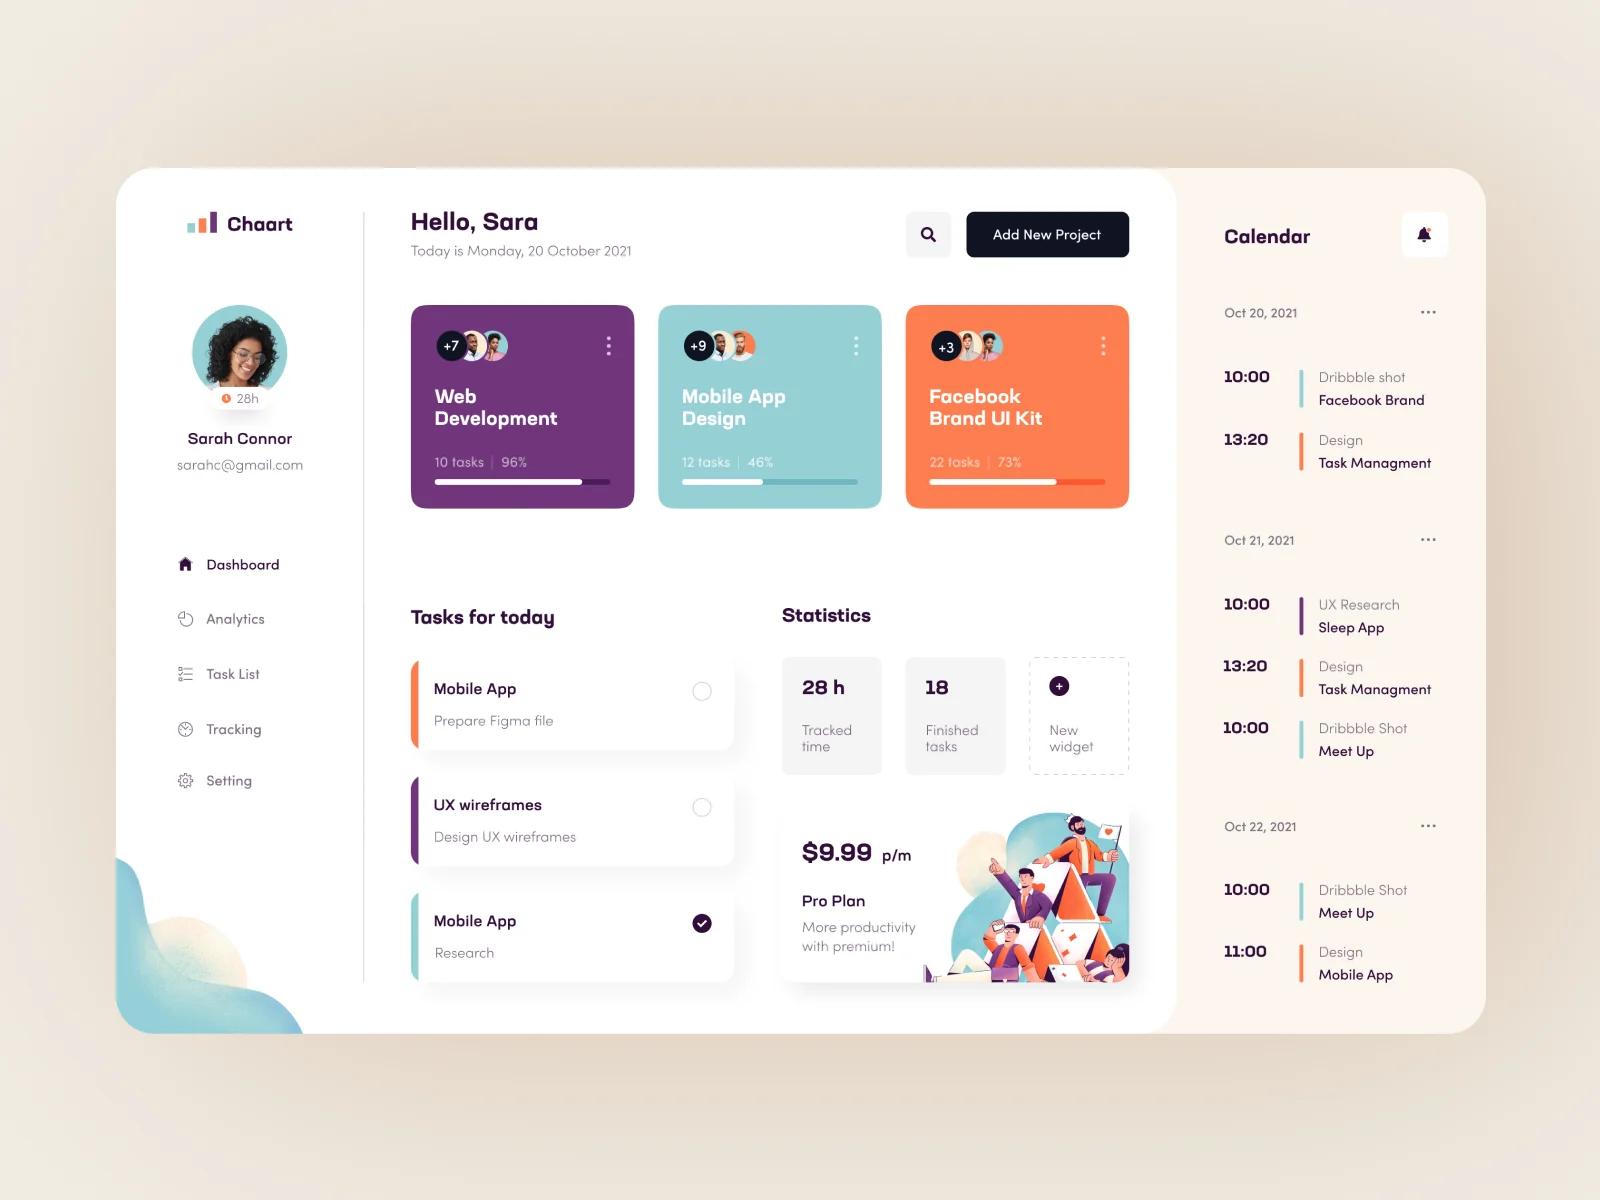 Chaart
28h
Sarah Connor
sarahc@gmail.com
Dashboard
Analytics
Task List
Tracking
Setting
Hello, Sara
Today is Monday, 20 October 2021
Add New Project
+7
Web
Development
10 tasks | 96%
+9
Mobile App
Design
12 tasks | 46%
+3
Facebook
Brand UI Kit
22 tasks | 73%
Tasks for today
Mobile App
Prepare Figma file
UX wireframes
Design UX wireframes
Mobile App
Research
Statistics
28 h
Tracked
time
18
Finished
tasks
New
widget
$9.99 p/m
Pro Plan
More productivity
with premium!
Calendar
Oct 20, 2021
10:00
Dribbble shot
Facebook Brand
13:20
Design
Task Managment
Oct 21, 2021
10:00
UX Research
Sleep App
13:20
Design
Task Managment
10:00
Dribbble Shot
Meet Up
Oct 22, 2021
10:00
Dribbble Shot
Meet Up
11:00
Design
Mobile App